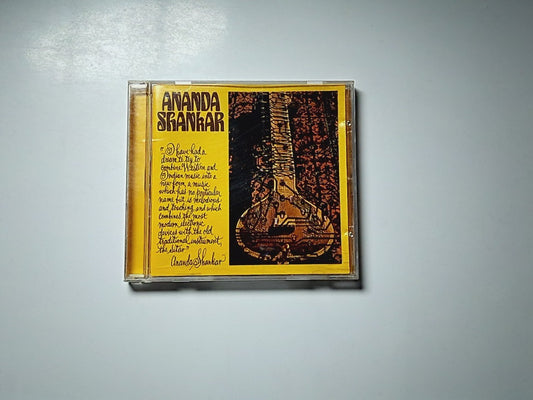 ANANDA
SHANKAR
"I have had a
dream to try to
combine Western and
Indian music into a
new form, a music
which has no particular
name but is melodious
and touching and which
combines the most
modern electronic
devices with the old
traditional instrument,
the sitar"
Ananda Shankar